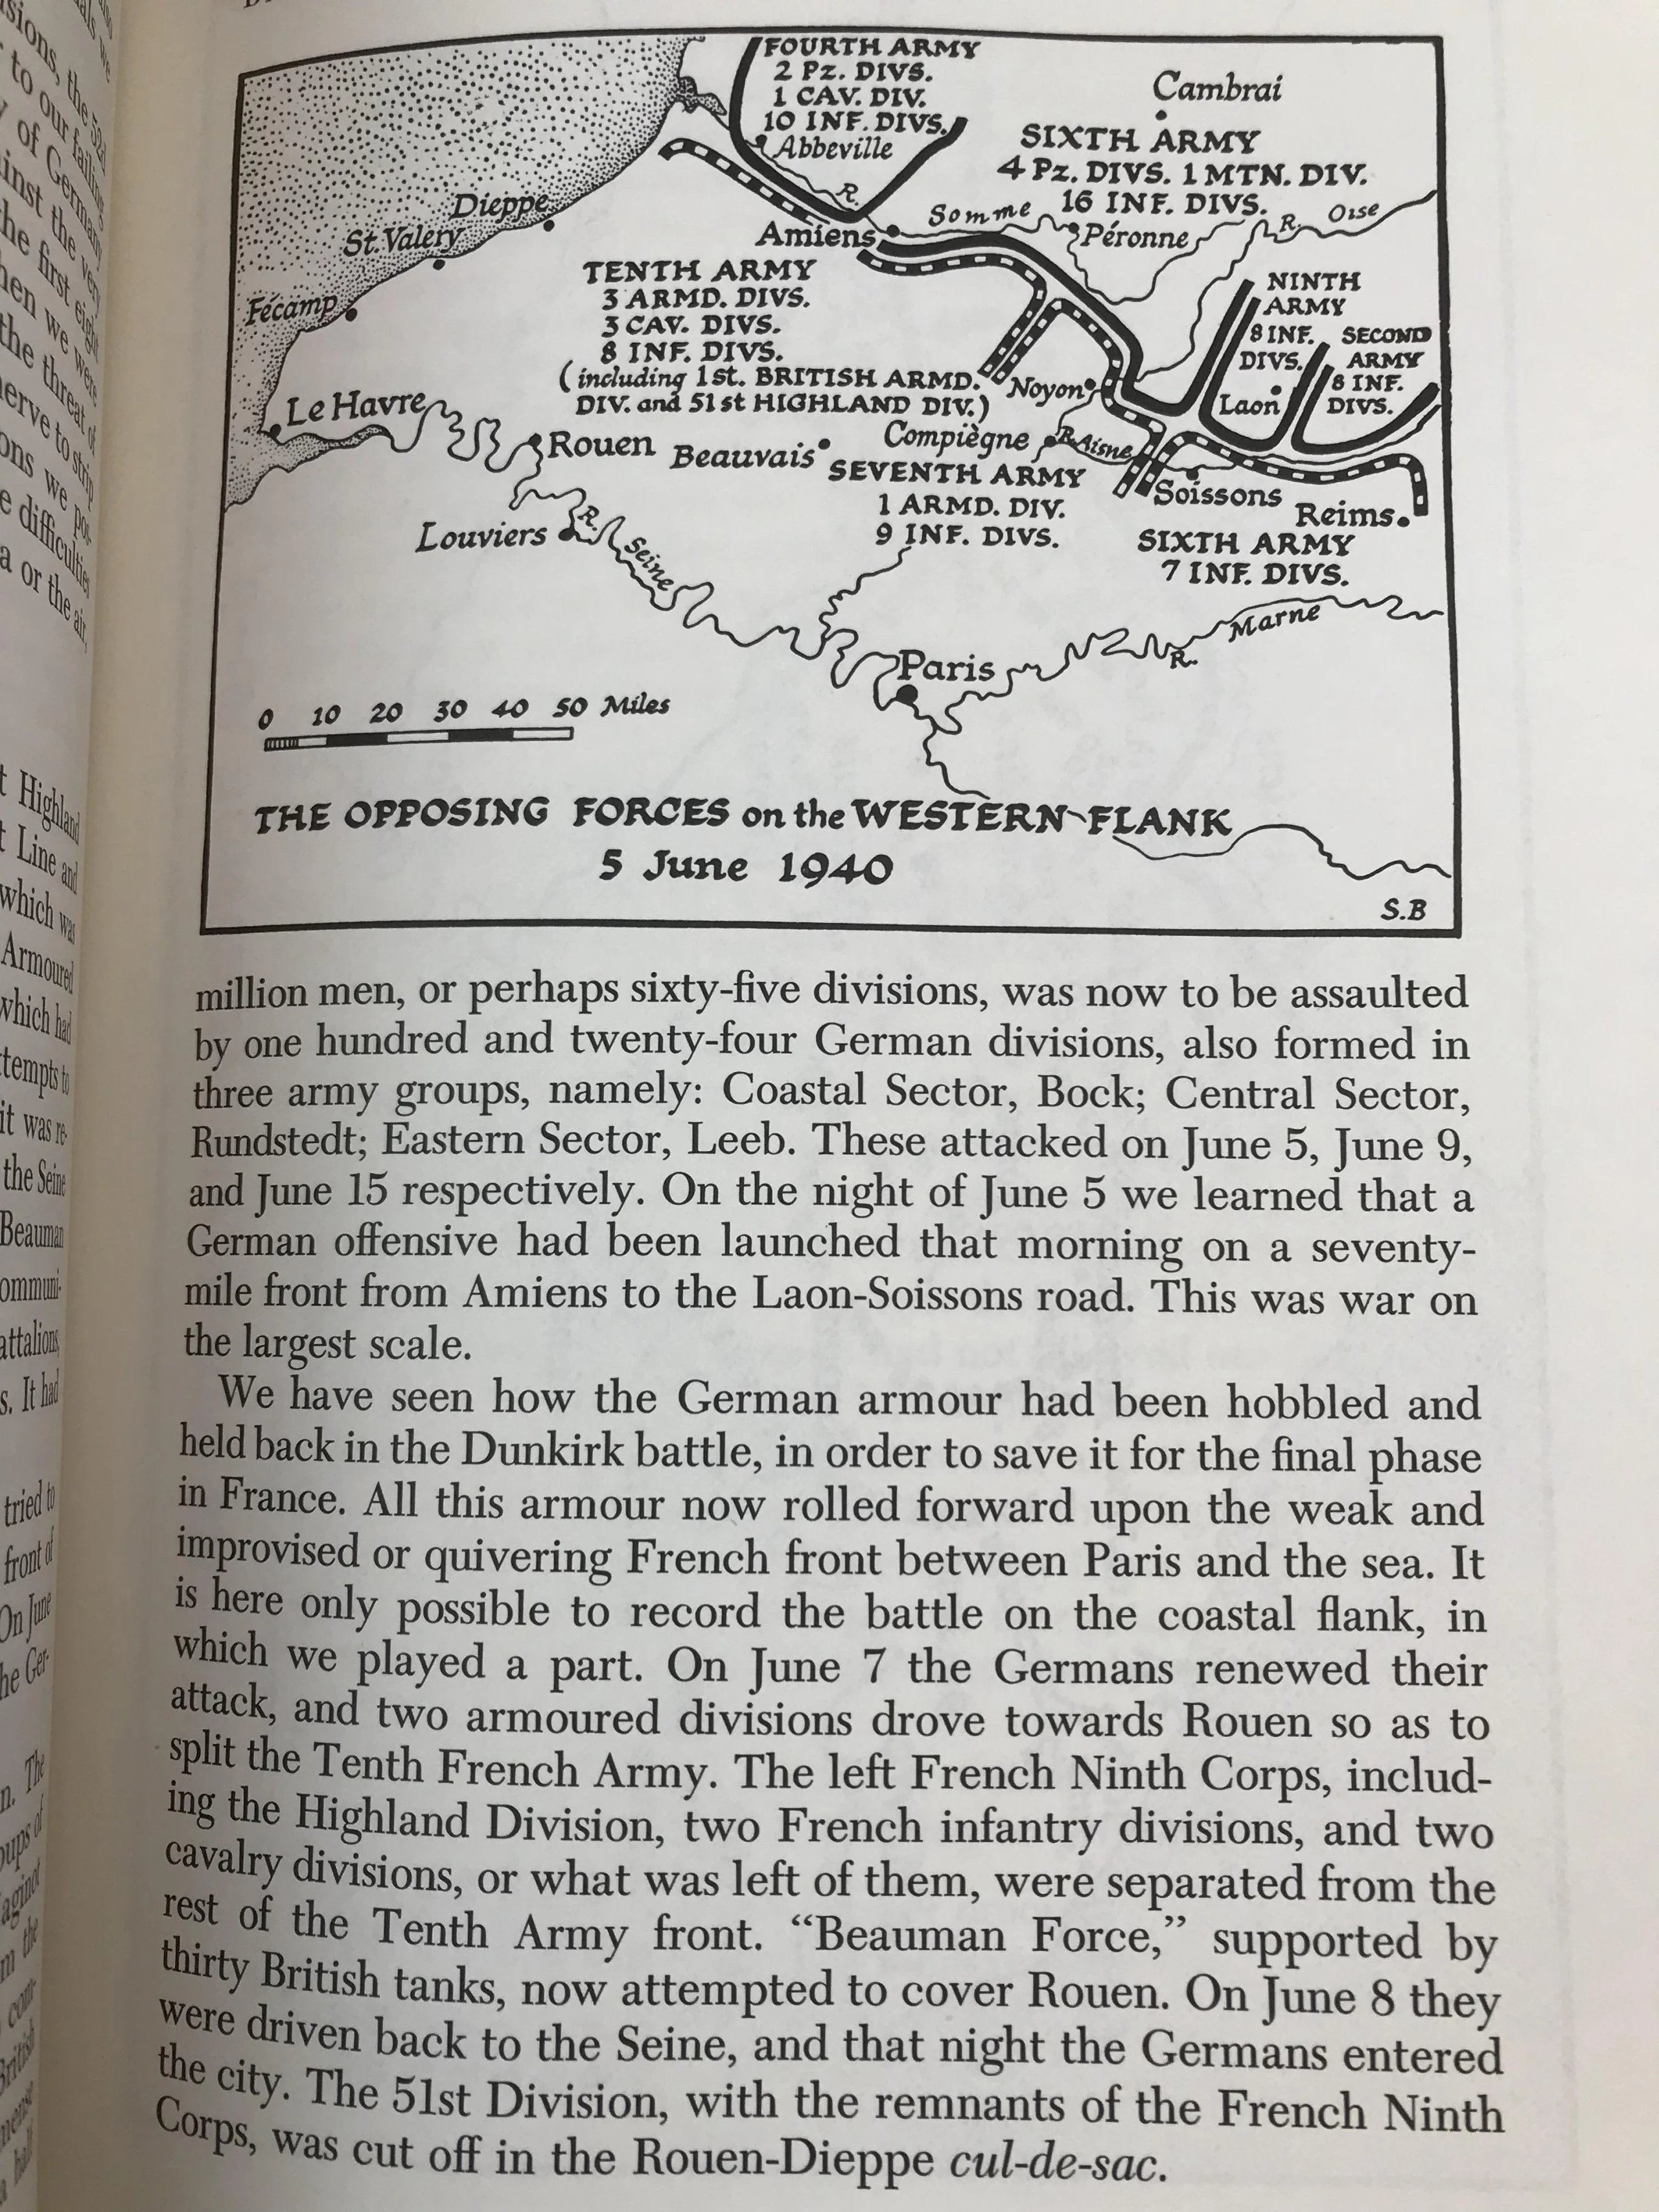 FOURTH ARMY
2 Pz. DIVS.
1 CAV. DIV.
10 INF. DIVS.
Abbeville
Cambrai
SIXTH ARMY
4 Pz. DIVS. 1 MTN. DIV.
16 INF. DIVS.
R.
Somme
R. Oise
Péronne
Dieppe
St. Valery
Fécamp
Amiens
TENTH ARMY
3 ARMD. DIVS.
3 CAV. DIVS.
8 INF. DIVS.
(including 1st. BRITISH ARMD.
DIV. and 51st HIGHLAND DIV.)
NINTH
ARMY
8 INF.
DIVS.
SECOND
ARMY
8 INF.
DIVS.
Noyon
Laon
Le Havre
Rouen
Beauvais
Compiègne
R. Aisne
SEVENTH ARMY
1 ARMD. DIV.
9 INF. DIVS.
Soissons
Reims
SIXTH ARMY
7 INF. DIVS.
Louviers
R. Seine
R. Marne
Paris
0 10 20 30 40 50 Miles
THE OPPOSING FORCES on the WESTERN FLANK
5 June 1940
S.B
million men, or perhaps sixty-five divisions, was now to be assaulted
by one hundred and twenty-four German divisions, also formed in
three army groups, namely: Coastal Sector, Bock; Central Sector,
Rundstedt; Eastern Sector, Leeb. These attacked on June 5, June 9,
and June 15 respectively. On the night of June 5 we learned that a
German offensive had been launched that morning on a seventy-
mile front from Amiens to the Laon-Soissons road. This was war on
the largest scale.
We have seen how the German armour had been hobbled and
held back in the Dunkirk battle, in order to save it for the final phase
in France. All this armour now rolled forward upon the weak and
improvised or quivering French front between Paris and the sea. It
is here only possible to record the battle on the coastal flank, in
which we played a part. On June 7 the Germans renewed their
attack, and two armoured divisions drove towards Rouen so as to
split the Tenth French Army. The left French Ninth Corps, includ-
ing the Highland Division, two French infantry divisions, and two
cavalry divisions, or what was left of them, were separated from the
rest of the Tenth Army front. “Beauman Force,” supported by
thirty British tanks, now attempted to cover Rouen. On June 8 they
were driven back to the Seine, and that night the Germans entered
the city. The 51st Division, with the remnants of the French Ninth
Corps, was cut off in the Rouen-Dieppe cul-de-sac.